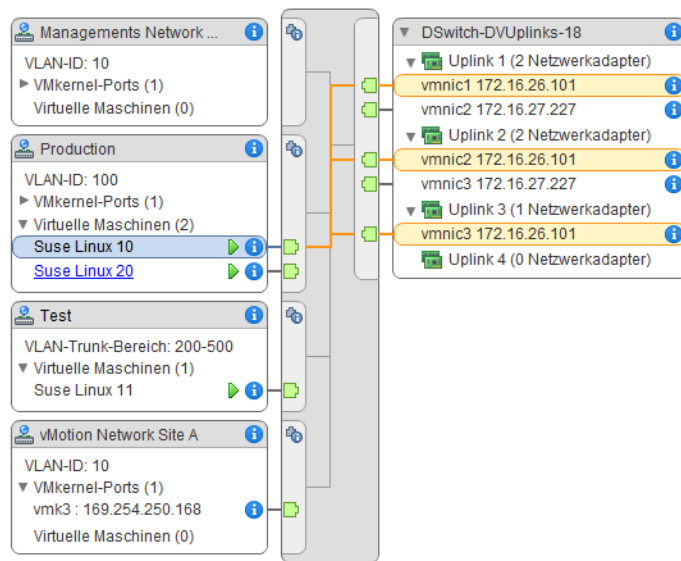 Managements Network ...
VLAN-ID: 10
VMkernel-Ports (1)
Virtuelle Maschinen (0)
Production
VLAN-ID: 100
VMkernel-Ports (1)
Virtuelle Maschinen (2)
Suse Linux 10
Suse Linux 20
Test
VLAN-Trunk-Bereich: 200-500
Virtuelle Maschinen (1)
Suse Linux 11
vMotion Network Site A
VLAN-ID: 10
VMkernel-Ports (1)
vmk3 : 169.254.250.168
Virtuelle Maschinen (0)
DSwitch-DVUplinks-18
Uplink 1 (2 Netzwerkadapter)
vmnic1 172.16.26.101
vmnic2 172.16.27.227
Uplink 2 (2 Netzwerkadapter)
vmnic2 172.16.26.101
vmnic3 172.16.27.227
Uplink 3 (1 Netzwerkadapter)
vmnic3 172.16.26.101
Uplink 4 (0 Netzwerkadapter)